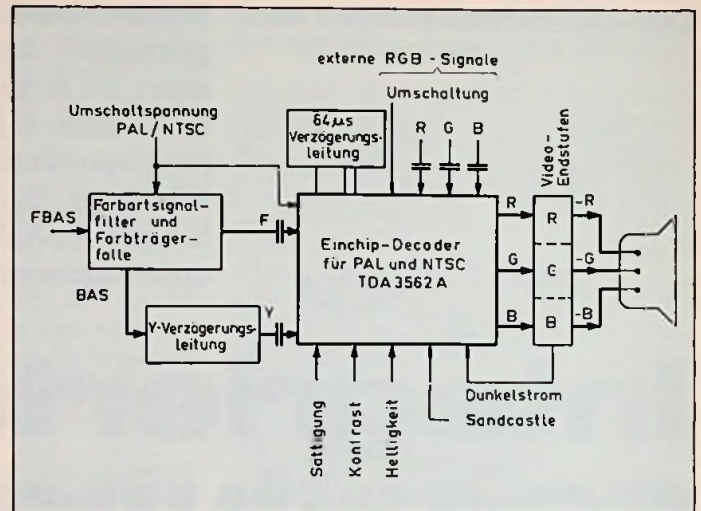 externe RGB - Signale
Umschaltung
Umschaltspannung
PAL / NTSC
64µs
Verzögerungs-
leitung
R G B
Video-
Endstufen
FBAS
Farbartsignal-
filter und
Farbträger-
falle
F
Einchip-Decoder
für PAL und NTSC
TDA 3562 A
R
R
-R
G
G
-G
B
B
-B
BAS
Y-Verzögerungs-
leitung
Y
Sättigung
Kontrast
Helligkeit
Dunkelstrom
Sandcastle